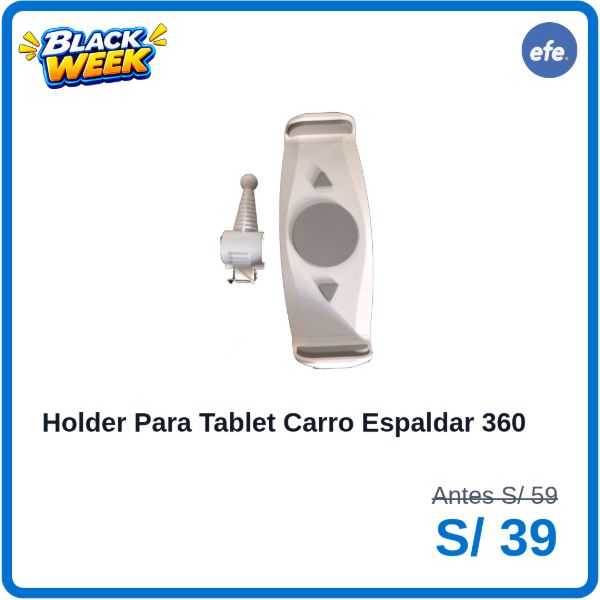 BLACK
WEEK
efe.
Holder Para Tablet Carro Espaldar 360
Antes S/ 59
S/ 39